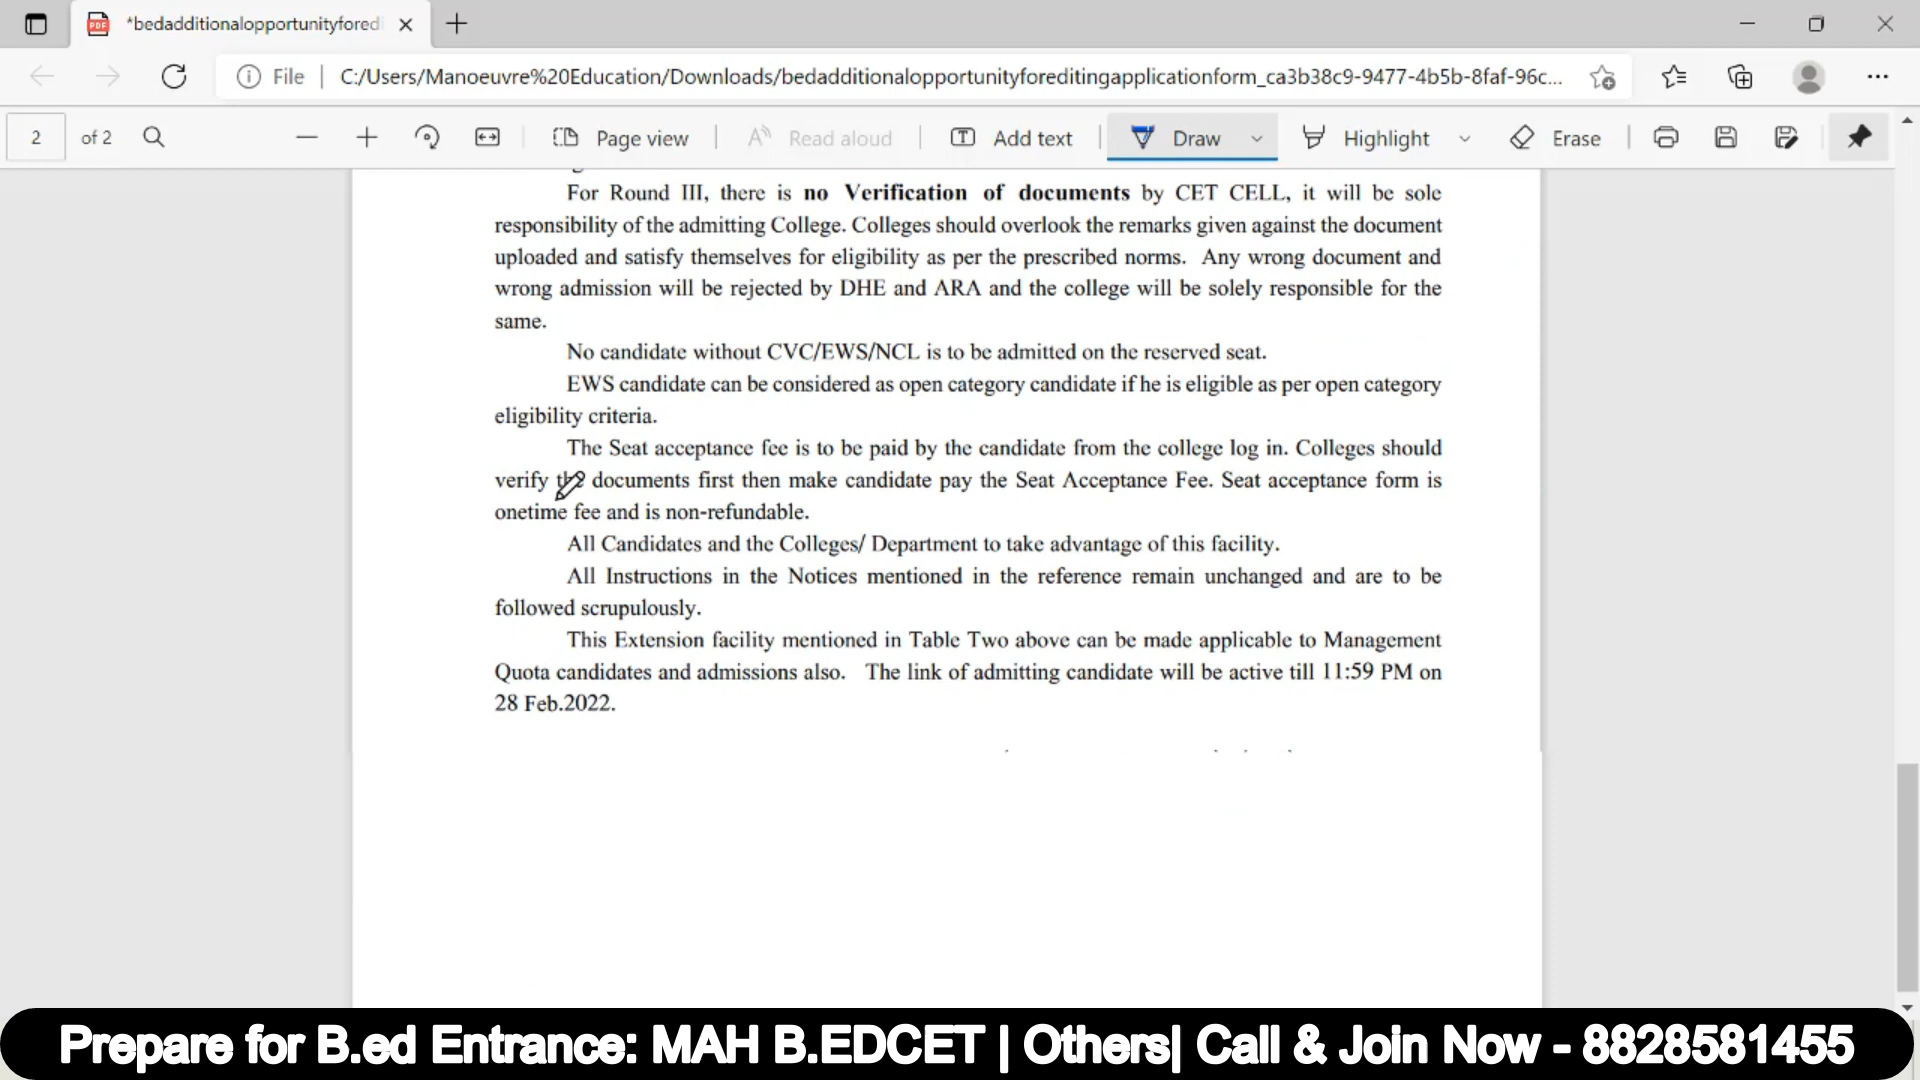 *bedadditionalopportunityfored
File
C:/Users/Manoeuvre%20Education/Downloads/bedadditionalopportunityforeditingapplicationform_ca3b38c9-9477-4b5b-8faf-96c...
2 of 2
Page view
Read aloud
Add text
Draw
Highlight
Erase
For Round III, there is no Verification of documents by CET CELL, it will be sole
responsibility of the admitting College. Colleges should overlook the remarks given against the document
uploaded and satisfy themselves for eligibility as per the prescribed norms. Any wrong document and
wrong admission will be rejected by DHE and ARA and the college will be solely responsible for the
same.
No candidate without CVC/EWS/NCL is to be admitted on the reserved seat.
EWS candidate can be considered as open category candidate if he is eligible as per open category
eligibility criteria.
The Seat acceptance fee is to be paid by the candidate from the college log in. Colleges should
verify the documents first then make candidate pay the Seat Acceptance Fee. Seat acceptance form is
onetime fee and is non-refundable.
All Candidates and the Colleges/ Department to take advantage of this facility.
All Instructions in the Notices mentioned in the reference remain unchanged and are to be
followed scrupulously.
This Extension facility mentioned in Table Two above can be made applicable to Management
Quota candidates and admissions also. The link of admitting candidate will be active till 11:59 PM on
28 Feb.2022.
Prepare for B.ed Entrance: MAH B.EDCET | Others| Call & Join Now - 8828581455